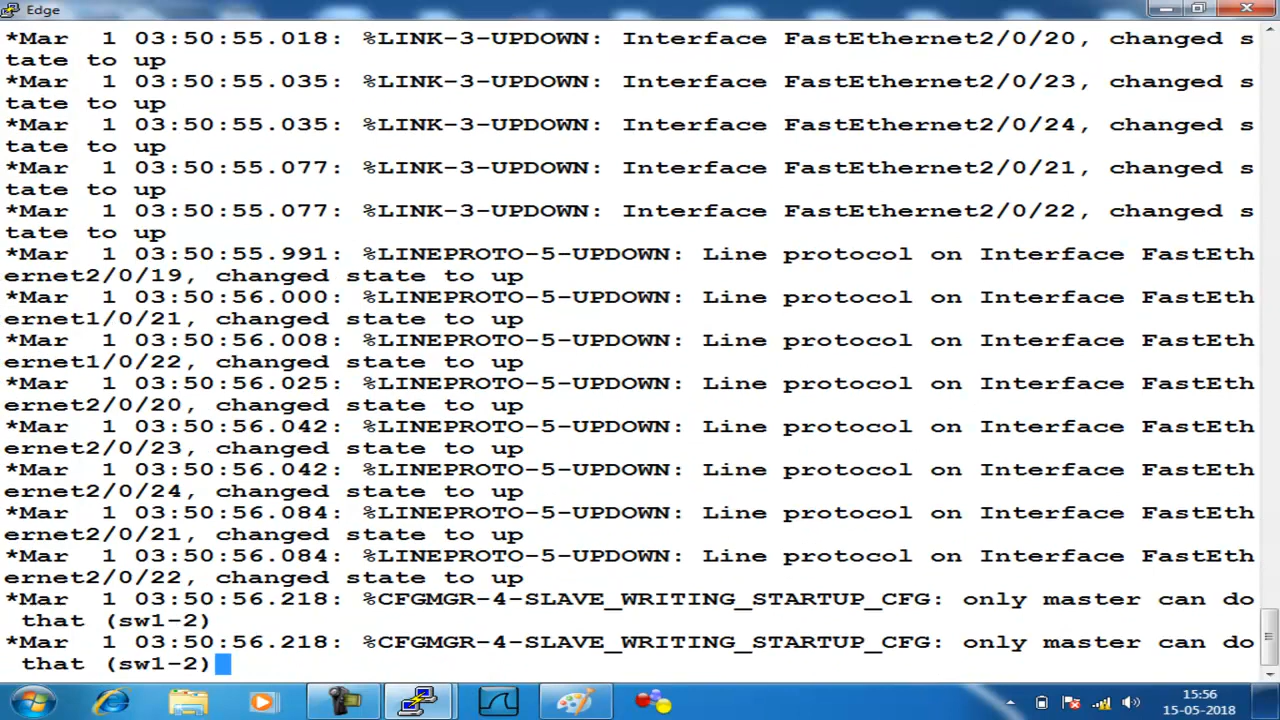 Edge
*Mar  1 03:50:55.018: %LINK-3-UPDOWN: Interface FastEthernet2/0/20, changed s
tate to up
*Mar  1 03:50:55.035: %LINK-3-UPDOWN: Interface FastEthernet2/0/23, changed s
tate to up
*Mar  1 03:50:55.035: %LINK-3-UPDOWN: Interface FastEthernet2/0/24, changed s
tate to up
*Mar  1 03:50:55.077: %LINK-3-UPDOWN: Interface FastEthernet2/0/21, changed s
tate to up
*Mar  1 03:50:55.077: %LINK-3-UPDOWN: Interface FastEthernet2/0/22, changed s
tate to up
*Mar  1 03:50:55.991: %LINEPROTO-5-UPDOWN: Line protocol on Interface FastEth
ernet2/0/19, changed state to up
*Mar  1 03:50:56.000: %LINEPROTO-5-UPDOWN: Line protocol on Interface FastEth
ernet1/0/21, changed state to up
*Mar  1 03:50:56.008: %LINEPROTO-5-UPDOWN: Line protocol on Interface FastEth
ernet1/0/22, changed state to up
*Mar  1 03:50:56.025: %LINEPROTO-5-UPDOWN: Line protocol on Interface FastEth
ernet2/0/20, changed state to up
*Mar  1 03:50:56.042: %LINEPROTO-5-UPDOWN: Line protocol on Interface FastEth
ernet2/0/23, changed state to up
*Mar  1 03:50:56.042: %LINEPROTO-5-UPDOWN: Line protocol on Interface FastEth
ernet2/0/24, changed state to up
*Mar  1 03:50:56.084: %LINEPROTO-5-UPDOWN: Line protocol on Interface FastEth
ernet2/0/21, changed state to up
*Mar  1 03:50:56.084: %LINEPROTO-5-UPDOWN: Line protocol on Interface FastEth
ernet2/0/22, changed state to up
*Mar  1 03:50:56.218: %CFGMGR-4-SLAVE_WRITING_STARTUP_CFG: only master can do
 that (sw1-2)
*Mar  1 03:50:56.218: %CFGMGR-4-SLAVE_WRITING_STARTUP_CFG: only master can do
 that (sw1-2)
15:56
15-05-2018